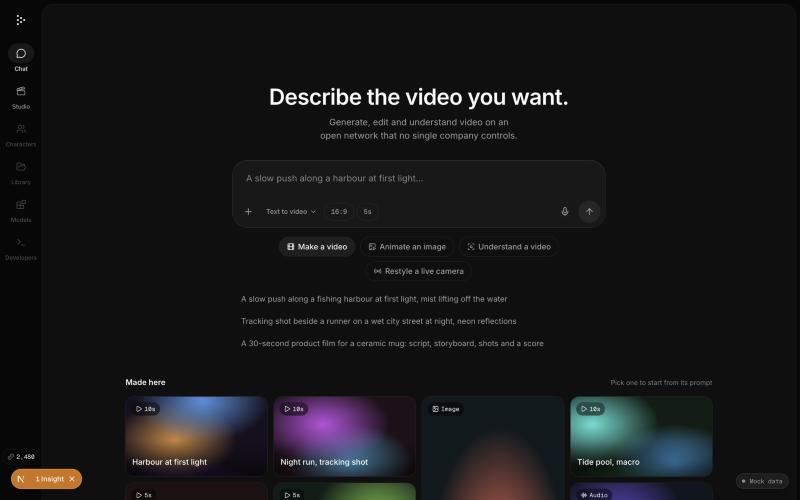 Chat
Studio
Characters
Library
Models
Developers
2,480
1 Insight
Describe the video you want.
Generate, edit and understand video on an
open network that no single company controls.
A slow push along a harbour at first light...
Text to video
16:9
5s
Make a video
Animate an image
Understand a video
Restyle a live camera
A slow push along a fishing harbour at first light, mist lifting off the water
Tracking shot beside a runner on a wet city street at night, neon reflections
A 30-second product film for a ceramic mug: script, storyboard, shots and a score
Made here
Pick one to start from its prompt
10s
Harbour at first light
10s
Night run, tracking shot
Image
10s
Tide pool, macro
5s
5s
Audio
Mock data